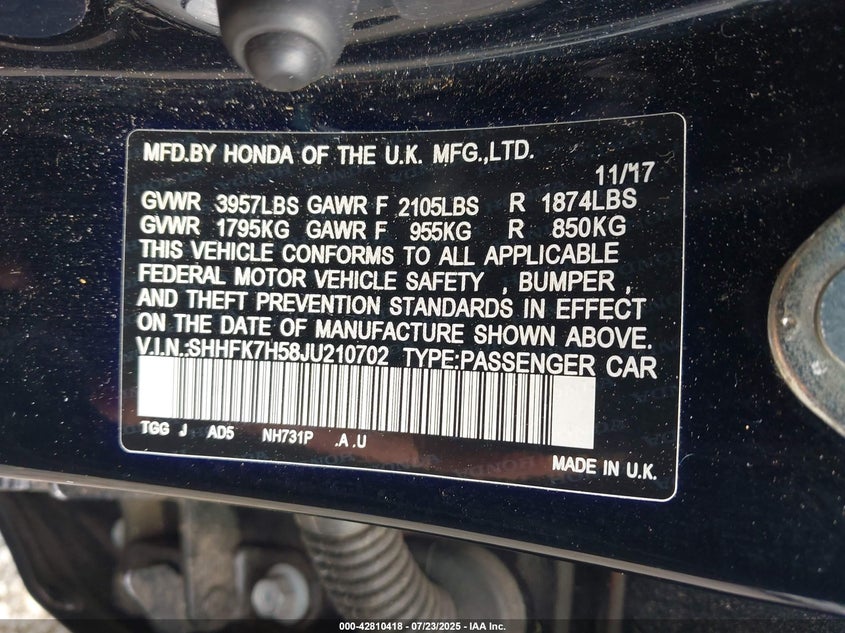 MFD.BY HONDA OF THE U.K. MFG.,LTD.
11/17
GVWR 3957LBS GAWR F 2105LBS R 1874LBS
GVWR 1795KG GAWR F 955KG R 850KG
THIS VEHICLE CONFORMS TO ALL APPLICABLE
FEDERAL MOTOR VEHICLE SAFETY , BUMPER ,
AND THEFT PREVENTION STANDARDS IN EFFECT
ON THE DATE OF MANUFACTURE SHOWN ABOVE.
V.I.N.:SHHFK7H58JU210702 TYPE:PASSENGER CAR
TGG J AD5 NH731P .A .U
MADE IN U.K.
000-42810418 - 07/23/2025 - IAA Inc.